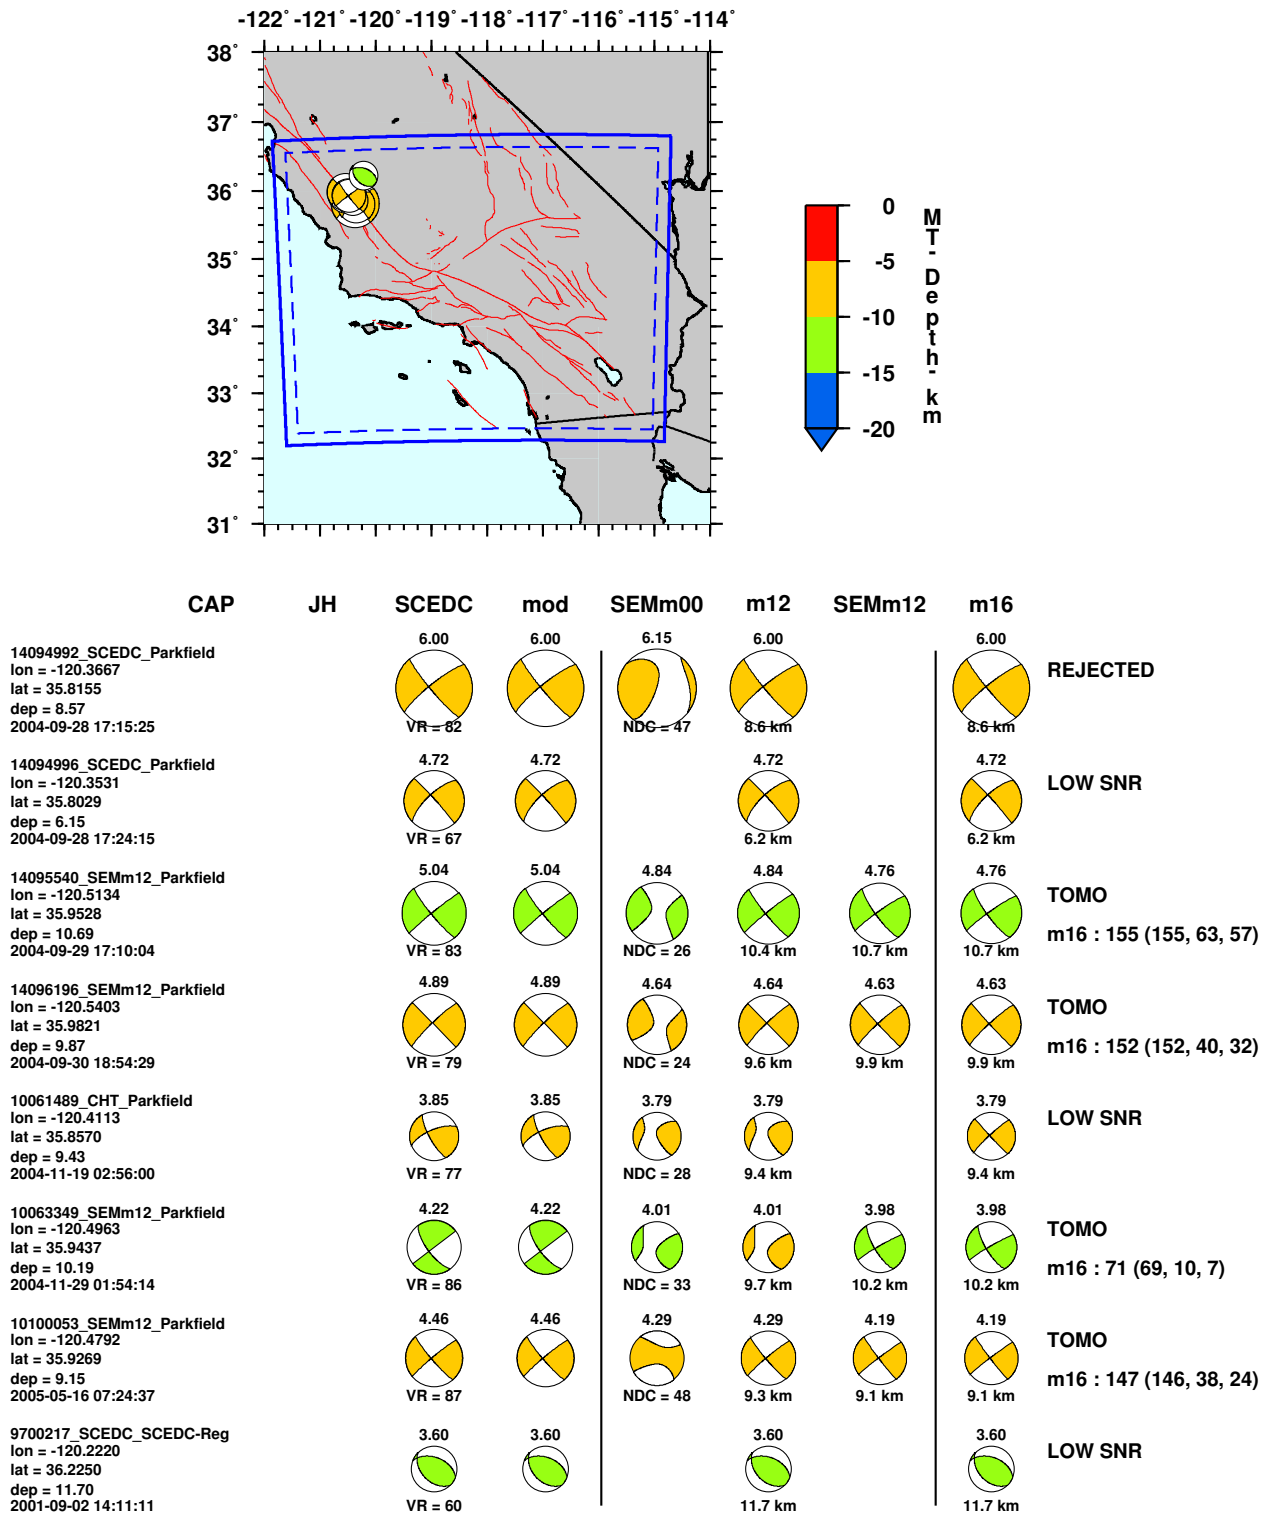 -122° -121° -120° -119° -118° -117° -116° -115° -114°
38°
37°
36°
35°
34°
33°
32°
31°
0
-5
-10
-15
-20
MT- Depth- km
CAP JH SCEDC mod SEMm00 m12 SEMm12 m16
14094992_SCEDC_Parkfield
lon = -120.3667
lat = 35.8155
dep = 8.57
2004-09-28 17:15:25
6.00 6.00 6.15 6.00 6.00
VR = 82 NDC = 47 8.6 km 8.6 km
REJECTED
14094996_SCEDC_Parkfield
lon = -120.3531
lat = 35.8029
dep = 6.15
2004-09-28 17:24:15
4.72 4.72 4.72 4.72
VR = 67 6.2 km 6.2 km
LOW SNR
14095540_SEMm12_Parkfield
lon = -120.5134
lat = 35.9528
dep = 10.69
2004-09-29 17:10:04
5.04 5.04 4.84 4.84 4.76 4.76
VR = 83 NDC = 26 10.4 km 10.7 km 10.7 km
TOMO
m16 : 155 (155, 63, 57)
14096196_SEMm12_Parkfield
lon = -120.5403
lat = 35.9821
dep = 9.87
2004-09-30 18:54:29
4.89 4.89 4.64 4.64 4.63 4.63
VR = 79 NDC = 24 9.6 km 9.9 km 9.9 km
TOMO
m16 : 152 (152, 40, 32)
10061489_CHT_Parkfield
lon = -120.4113
lat = 35.8570
dep = 9.43
2004-11-19 02:56:00
3.85 3.85 3.79 3.79 3.79
VR = 77 NDC = 28 9.4 km 9.4 km
LOW SNR
10063349_SEMm12_Parkfield
lon = -120.4963
lat = 35.9437
dep = 10.19
2004-11-29 01:54:14
4.22 4.22 4.01 4.01 3.98 3.98
VR = 86 NDC = 33 9.7 km 10.2 km 10.2 km
TOMO
m16 : 71 (69, 10, 7)
10100053_SEMm12_Parkfield
lon = -120.4792
lat = 35.9269
dep = 9.15
2005-05-16 07:24:37
4.46 4.46 4.29 4.29 4.19 4.19
VR = 87 NDC = 48 9.3 km 9.1 km 9.1 km
TOMO
m16 : 147 (146, 38, 24)
9700217_SCEDC_SCEDC-Reg
lon = -120.2220
lat = 36.2250
dep = 11.70
2001-09-02 14:11:11
3.60 3.60 3.60 3.60
VR = 60 11.7 km 11.7 km
LOW SNR